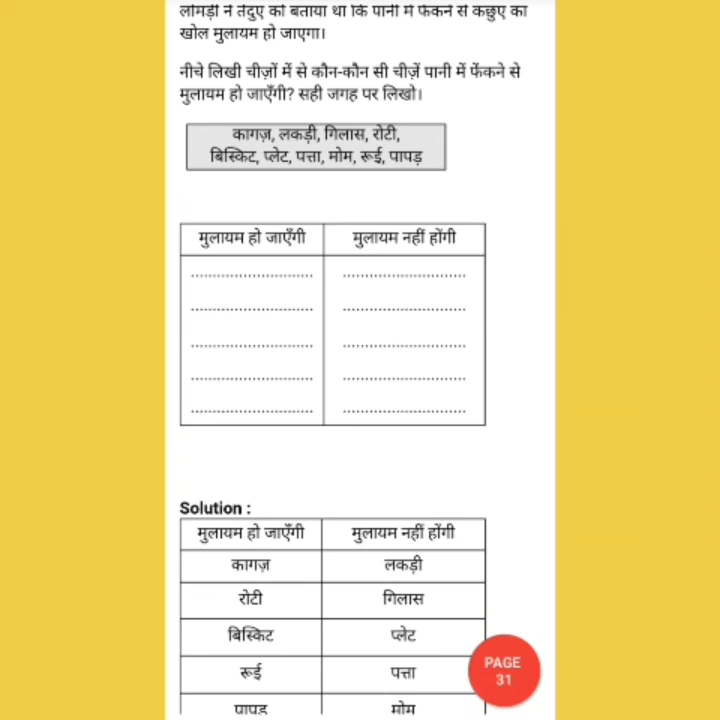 लोमड़ी ने तेंदुए को बताया था कि पानी में फेंकने से कछुए का
खोल मुलायम हो जाएगा।
नीचे लिखी चीज़ों में से कौन-कौन सी चीज़ें पानी में फेंकने से
मुलायम हो जाएँगी? सही जगह पर लिखो।
कागज़, लकड़ी, गिलास, रोटी,
बिस्किट, प्लेट, पत्ता, मोम, रूई, पापड़
मुलायम हो जाएँगी मुलायम नहीं होंगी
............................ ............................
............................ ............................
............................ ............................
............................ ............................
............................ ............................
Solution :
मुलायम हो जाएँगी मुलायम नहीं होंगी
कागज़ लकड़ी
रोटी गिलास
बिस्किट प्लेट
रूई पत्ता
पापड़ मोम
PAGE
31